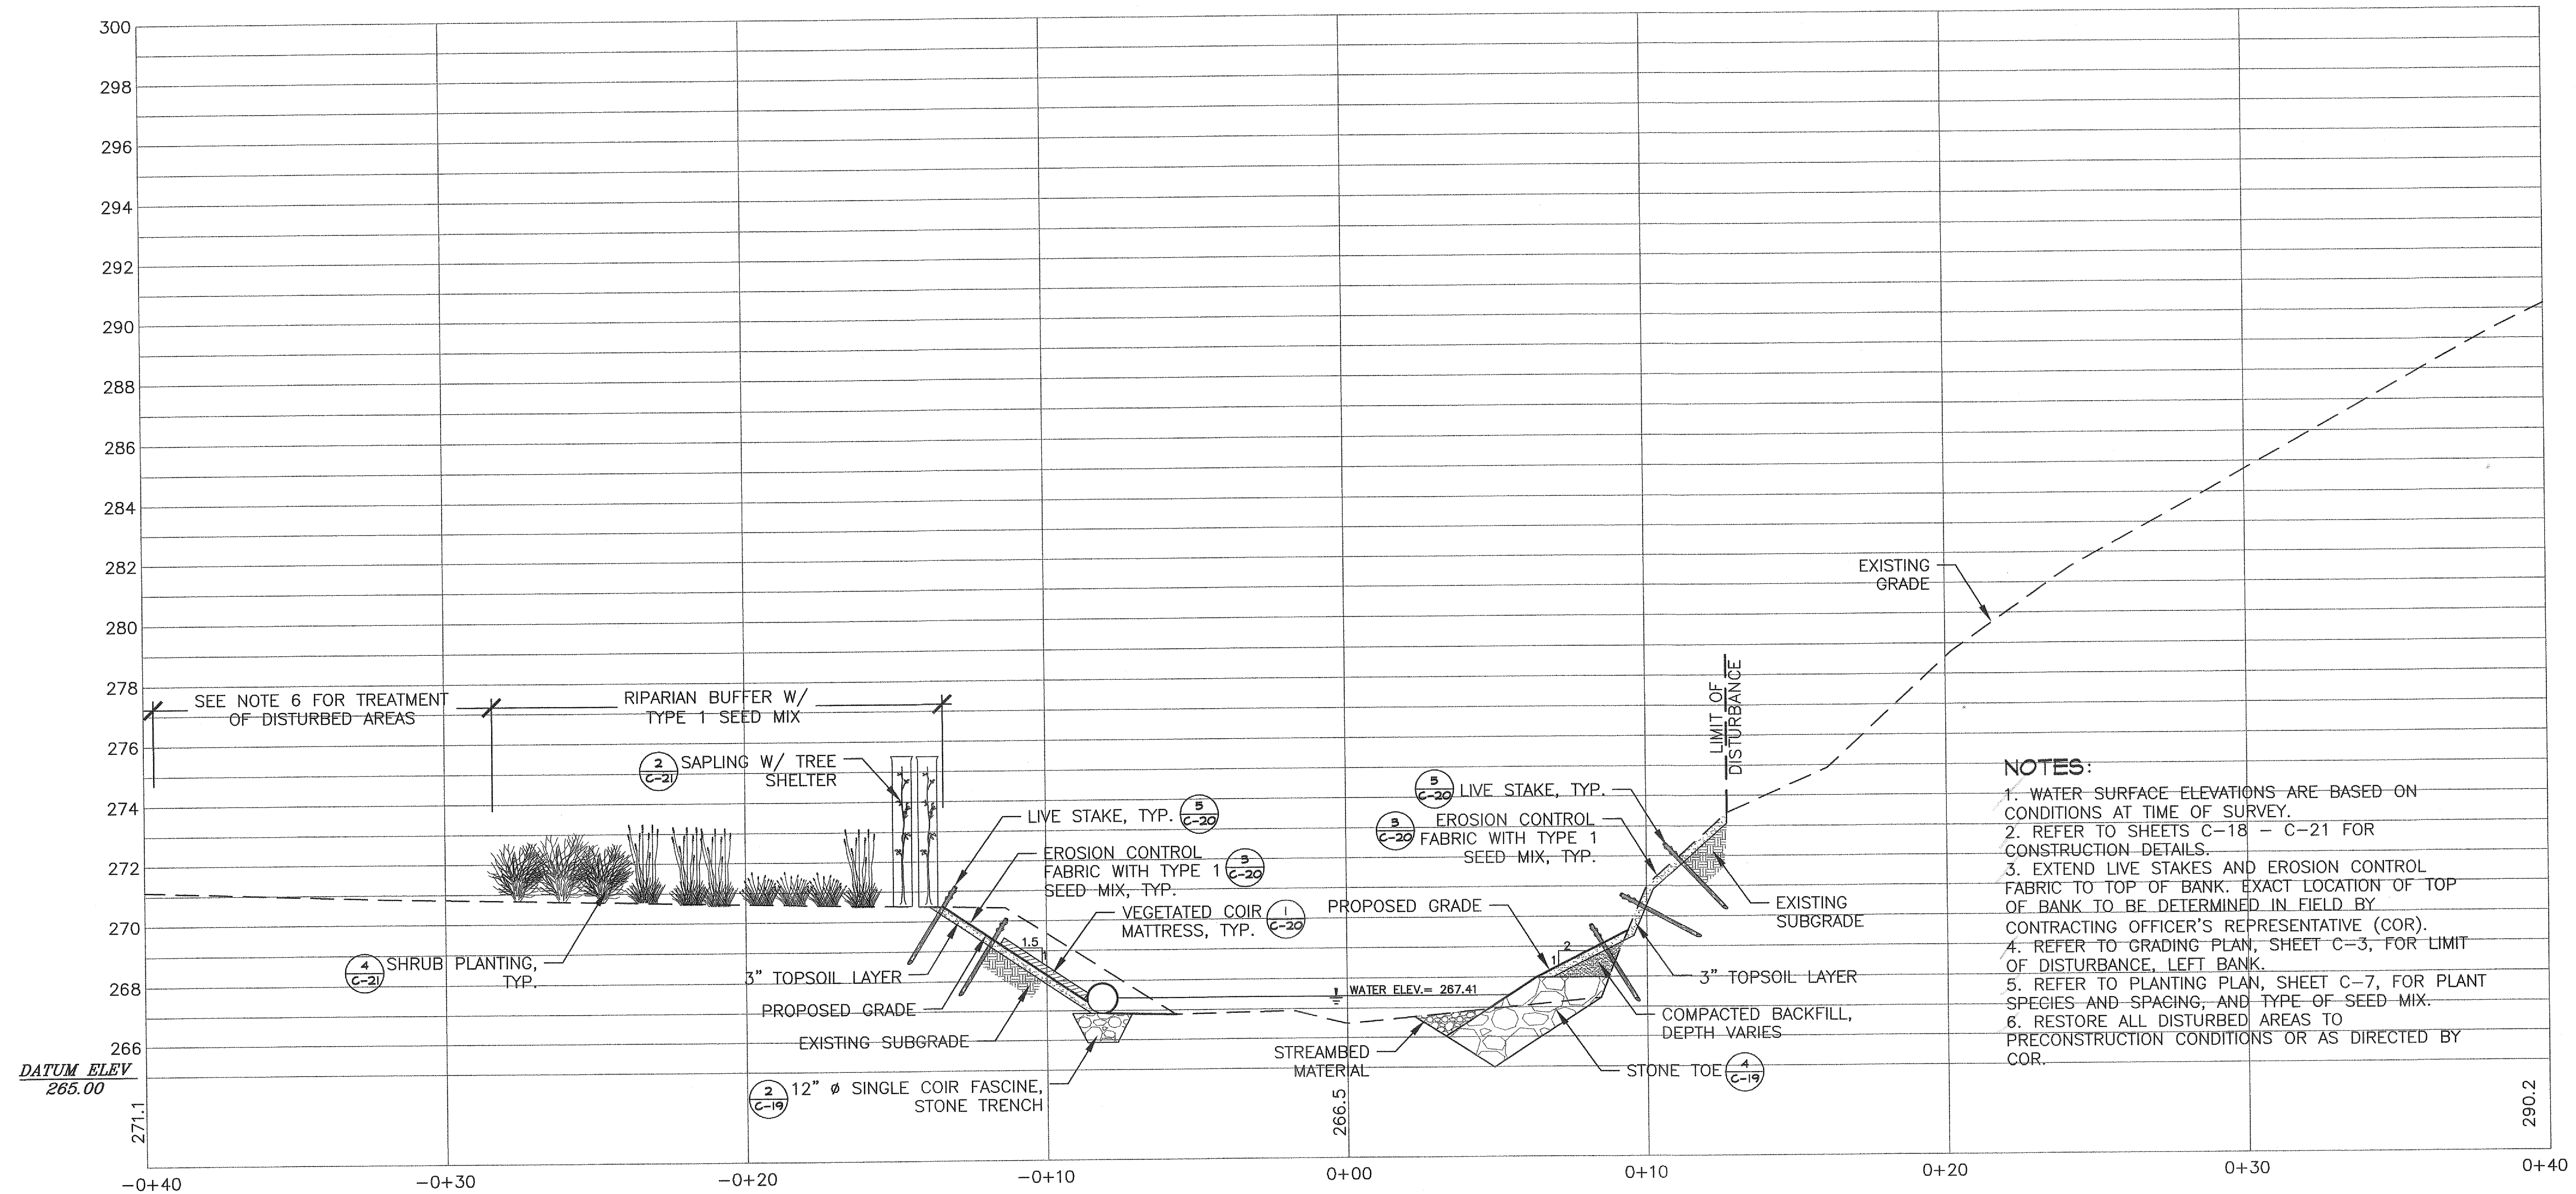 300
298
296
294
292
290
288
286
284
282
280
278
276
274
272
270
268
266
DATUM ELEV
265.00
271.1
266.5
290.2
-0+40
-0+30
-0+20
-0+10
0+00
0+10
0+20
0+30
0+40
SEE NOTE 6 FOR TREATMENT
OF DISTURBED AREAS
RIPARIAN BUFFER W/
TYPE 1 SEED MIX
2
C-21
SAPLING W/ TREE
SHELTER
LIVE STAKE, TYP.
5
C-20
EROSION CONTROL
FABRIC WITH TYPE 1
SEED MIX, TYP.
3
C-20
VEGETATED COIR
MATTRESS, TYP.
1
C-20
1.5
1
4
C-21
SHRUB PLANTING,
TYP.
3" TOPSOIL LAYER
PROPOSED GRADE
EXISTING SUBGRADE
2
C-19
12" ø SINGLE COIR FASCINE,
STONE TRENCH
WATER ELEV.= 267.41
5
C-20
LIVE STAKE, TYP.
3
C-20
EROSION CONTROL
FABRIC WITH TYPE 1
SEED MIX, TYP.
PROPOSED GRADE
2
1
LIMIT OF
DISTURBANCE
EXISTING
GRADE
EXISTING
SUBGRADE
3" TOPSOIL LAYER
COMPACTED BACKFILL,
DEPTH VARIES
STREAMBED
MATERIAL
STONE TOE
4
C-19
NOTES:
1. WATER SURFACE ELEVATIONS ARE BASED ON
CONDITIONS AT TIME OF SURVEY.
2. REFER TO SHEETS C-18 - C-21 FOR
CONSTRUCTION DETAILS.
3. EXTEND LIVE STAKES AND EROSION CONTROL
FABRIC TO TOP OF BANK. EXACT LOCATION OF TOP
OF BANK TO BE DETERMINED IN FIELD BY
CONTRACTING OFFICER'S REPRESENTATIVE (COR).
4. REFER TO GRADING PLAN, SHEET C-3, FOR LIMIT
OF DISTURBANCE, LEFT BANK.
5. REFER TO PLANTING PLAN, SHEET C-7, FOR PLANT
SPECIES AND SPACING, AND TYPE OF SEED MIX.
6. RESTORE ALL DISTURBED AREAS TO
PRECONSTRUCTION CONDITIONS OR AS DIRECTED BY
COR.